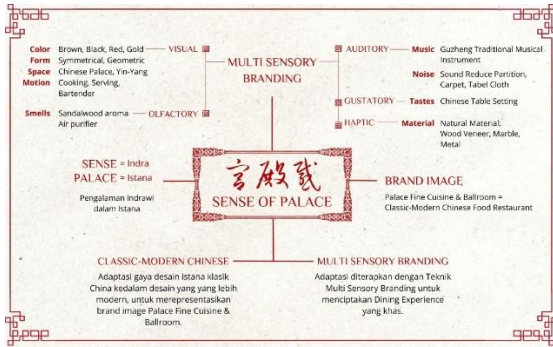 Color Brown, Black, Red, Gold
Form Symmetrical, Geometric
Space Chinese Palace, Yin-Yang
Motion Cooking, Serving,
Bartender
VISUAL
Smells Sandalwood aroma
Air purifier
OLFACTORY
MULTI SENSORY
BRANDING
AUDITORY
Music Guzheng Traditional Musical
Instrument
Noise Sound Reduce Partition,
Carpet, Tabel Cloth
GUSTATORY
Tastes Chinese Table Setting
HAPTIC
Material Natural Material:
Wood Veneer, Marble,
Metal
SENSE = Indra
PALACE = Istana
Pengalaman Indrawi
dalam Istana
宫殿感
SENSE OF PALACE
BRAND IMAGE
Palace Fine Cuisine & Ballroom =
Classic-Modern Chinese Food Restaurant
CLASSIC-MODERN CHINESE
Adaptasi gaya desain Istana klasik
China kedalam desain yang yang lebih
modern, untuk merepresentasikan
brand image Palace Fine Cuisine &
Ballroom.
MULTI SENSORY BRANDING
Adaptasi diterapkan dengan Teknik
Multi Sensory Branding untuk
menciptakan Dining Experience
yang khas.